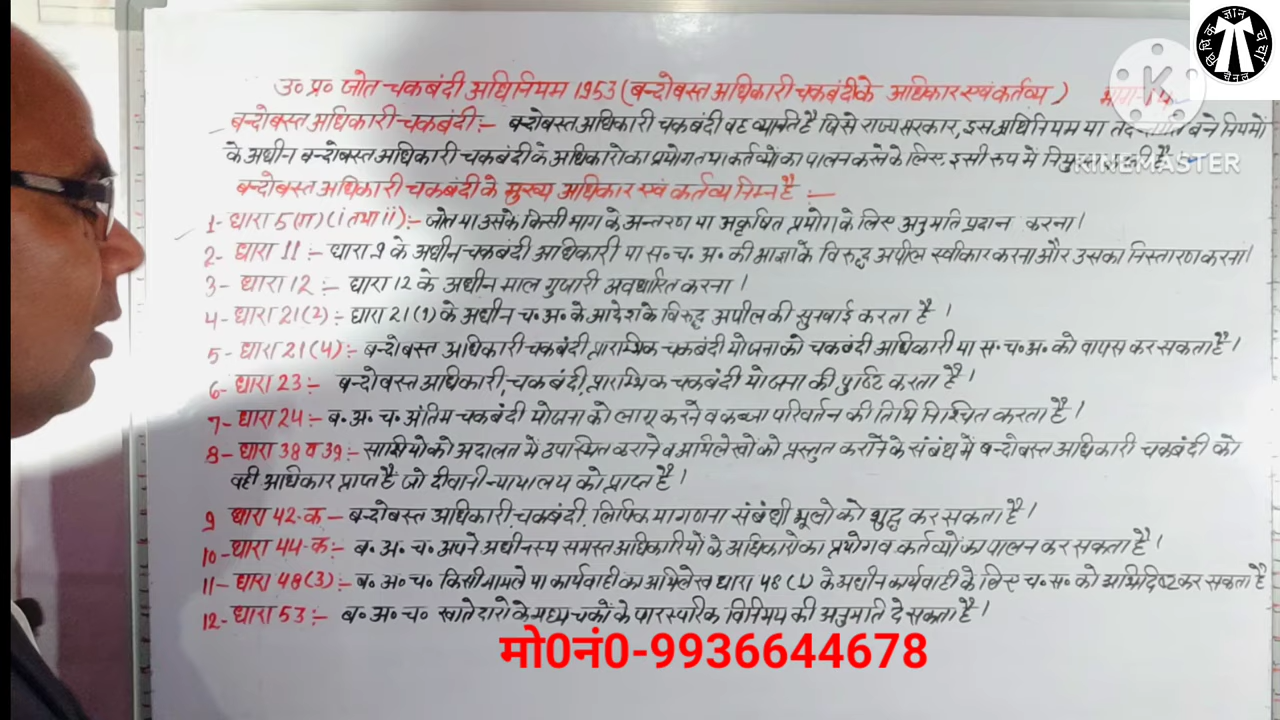 उ० प्र० जोत चकबंदी अधिनियम 1953 (बन्दोबस्त अधिकारी चकबंदी के अधिकार एवं कर्तव्य)
बन्दोबस्त अधिकारी-चकबंदी:- बन्दोबस्त अधिकारी चकबंदी वह व्यक्ति है जिसे राज्य सरकार, इस अधिनियम या बने नियमो
के अधीन बन्दोबस्त अधिकारी चकबंदी के अधिकारो का प्रयोग तथा कर्तव्यों का पालन करने के लिए, इसी रूप में
KINEMASTER
बन्दोबस्त अधिकारी चकबंदी के मुख्य अधिकार एवं कर्तव्य निम्न है :-
1- धारा 5 (ग) (i तथा ii):- जोत या उसके किसी भाग के अन्तरण या अकृषित प्रयोग के लिए अनुमति प्रदान करना।
2- धारा 11:- धारा 9 के अधीन चकबंदी अधिकारी या स० च० अ० की आज्ञा के विरुद्ध अपील स्वीकार करना और उसका निस्तारण करना।
3- धारा 12:- धारा 12 के अधीन माल गुजारी अवधारित करना।
4- धारा 21(2):- धारा 21(1) के अधीन च० अ० के आदेश के विरुद्ध अपील की सुनवाई करता है।
5- धारा 21(4):- बन्दोबस्त अधिकारी चकबंदी, प्रारम्भिक चकबंदी योजना को चकबंदी अधिकारी या स० च० अ० को वापस कर सकता है।
6- धारा 23:- बन्दोबस्त अधिकारी, चकबंदी, प्रारम्भिक चकबंदी योजना की पुष्टि करता है।
7- धारा 24:- ब० अ० च० अंतिम चकबंदी योजना को लागू करने व कब्जा परिवर्तन की तिथि निश्चित करता है।
8- धारा 38 व 39:- साक्षियो को अदालत में उपस्थित कराने व अभिलेखों को प्रस्तुत कराने के संबंध में बन्दोबस्त अधिकारी चकबंदी को
वही अधिकार प्राप्त है जो दीवानी न्यायालय को प्राप्त है।
9 धारा 42-क – बन्दोबस्त अधिकारी, चकबंदी, लिपिक या गणना संबंधी भूलो को शुद्ध कर सकता है।
10- धारा 44-क:- ब. अ. च. अपने अधीनस्थ समस्त अधिकारियों के अधिकारो का प्रयोग व कर्तव्यों का पालन कर सकता है।
11- धारा 48(3):- ब० अ० च० किसी मामले या कार्यवाही का अभिलेख धारा 48 (1) के अधीन कार्यवाही के लिए च० स० को अभिदिष्ट कर सकता है
12- धारा 53:- ब० अ० च० खातेदारो के मध्य चकों के पारस्परिक विनिमय की अनुमति दे सकता है।
मो0नं0-9936644678